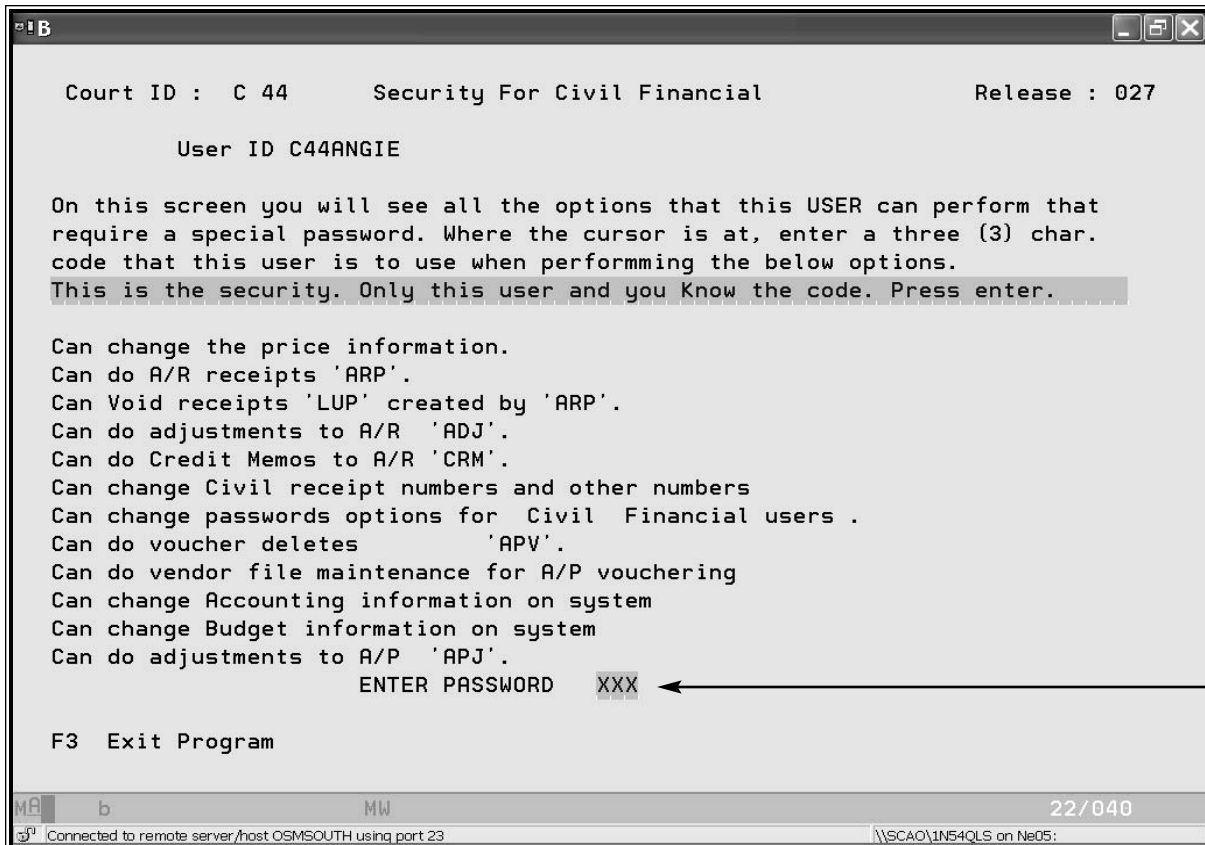 B
Court ID : C 44 Security For Civil Financial Release : 027
User ID C44ANGIE
On this screen you will see all the options that this USER can perform that
require a special password. Where the cursor is at, enter a three (3) char.
code that this user is to use when performming the below options.
This is the security. Only this user and you Know the code. Press enter.
Can change the price information.
Can do A/R receipts 'ARP'.
Can Void receipts 'LUP' created by 'ARP'.
Can do adjustments to A/R 'ADJ'.
Can do Credit Memos to A/R 'CRM'.
Can change Civil receipt numbers and other numbers
Can change passwords options for Civil Financial users .
Can do voucher deletes 'APV'.
Can do vendor file maintenance for A/P vouchering
Can change Accounting information on system
Can change Budget information on system
Can do adjustments to A/P 'APJ'.
ENTER PASSWORD XXX
F3 Exit Program
MA b MW 22/040
Connected to remote server/host OSMSOUTH using port 23 \\SCAO\1N54QLS on Ne05: